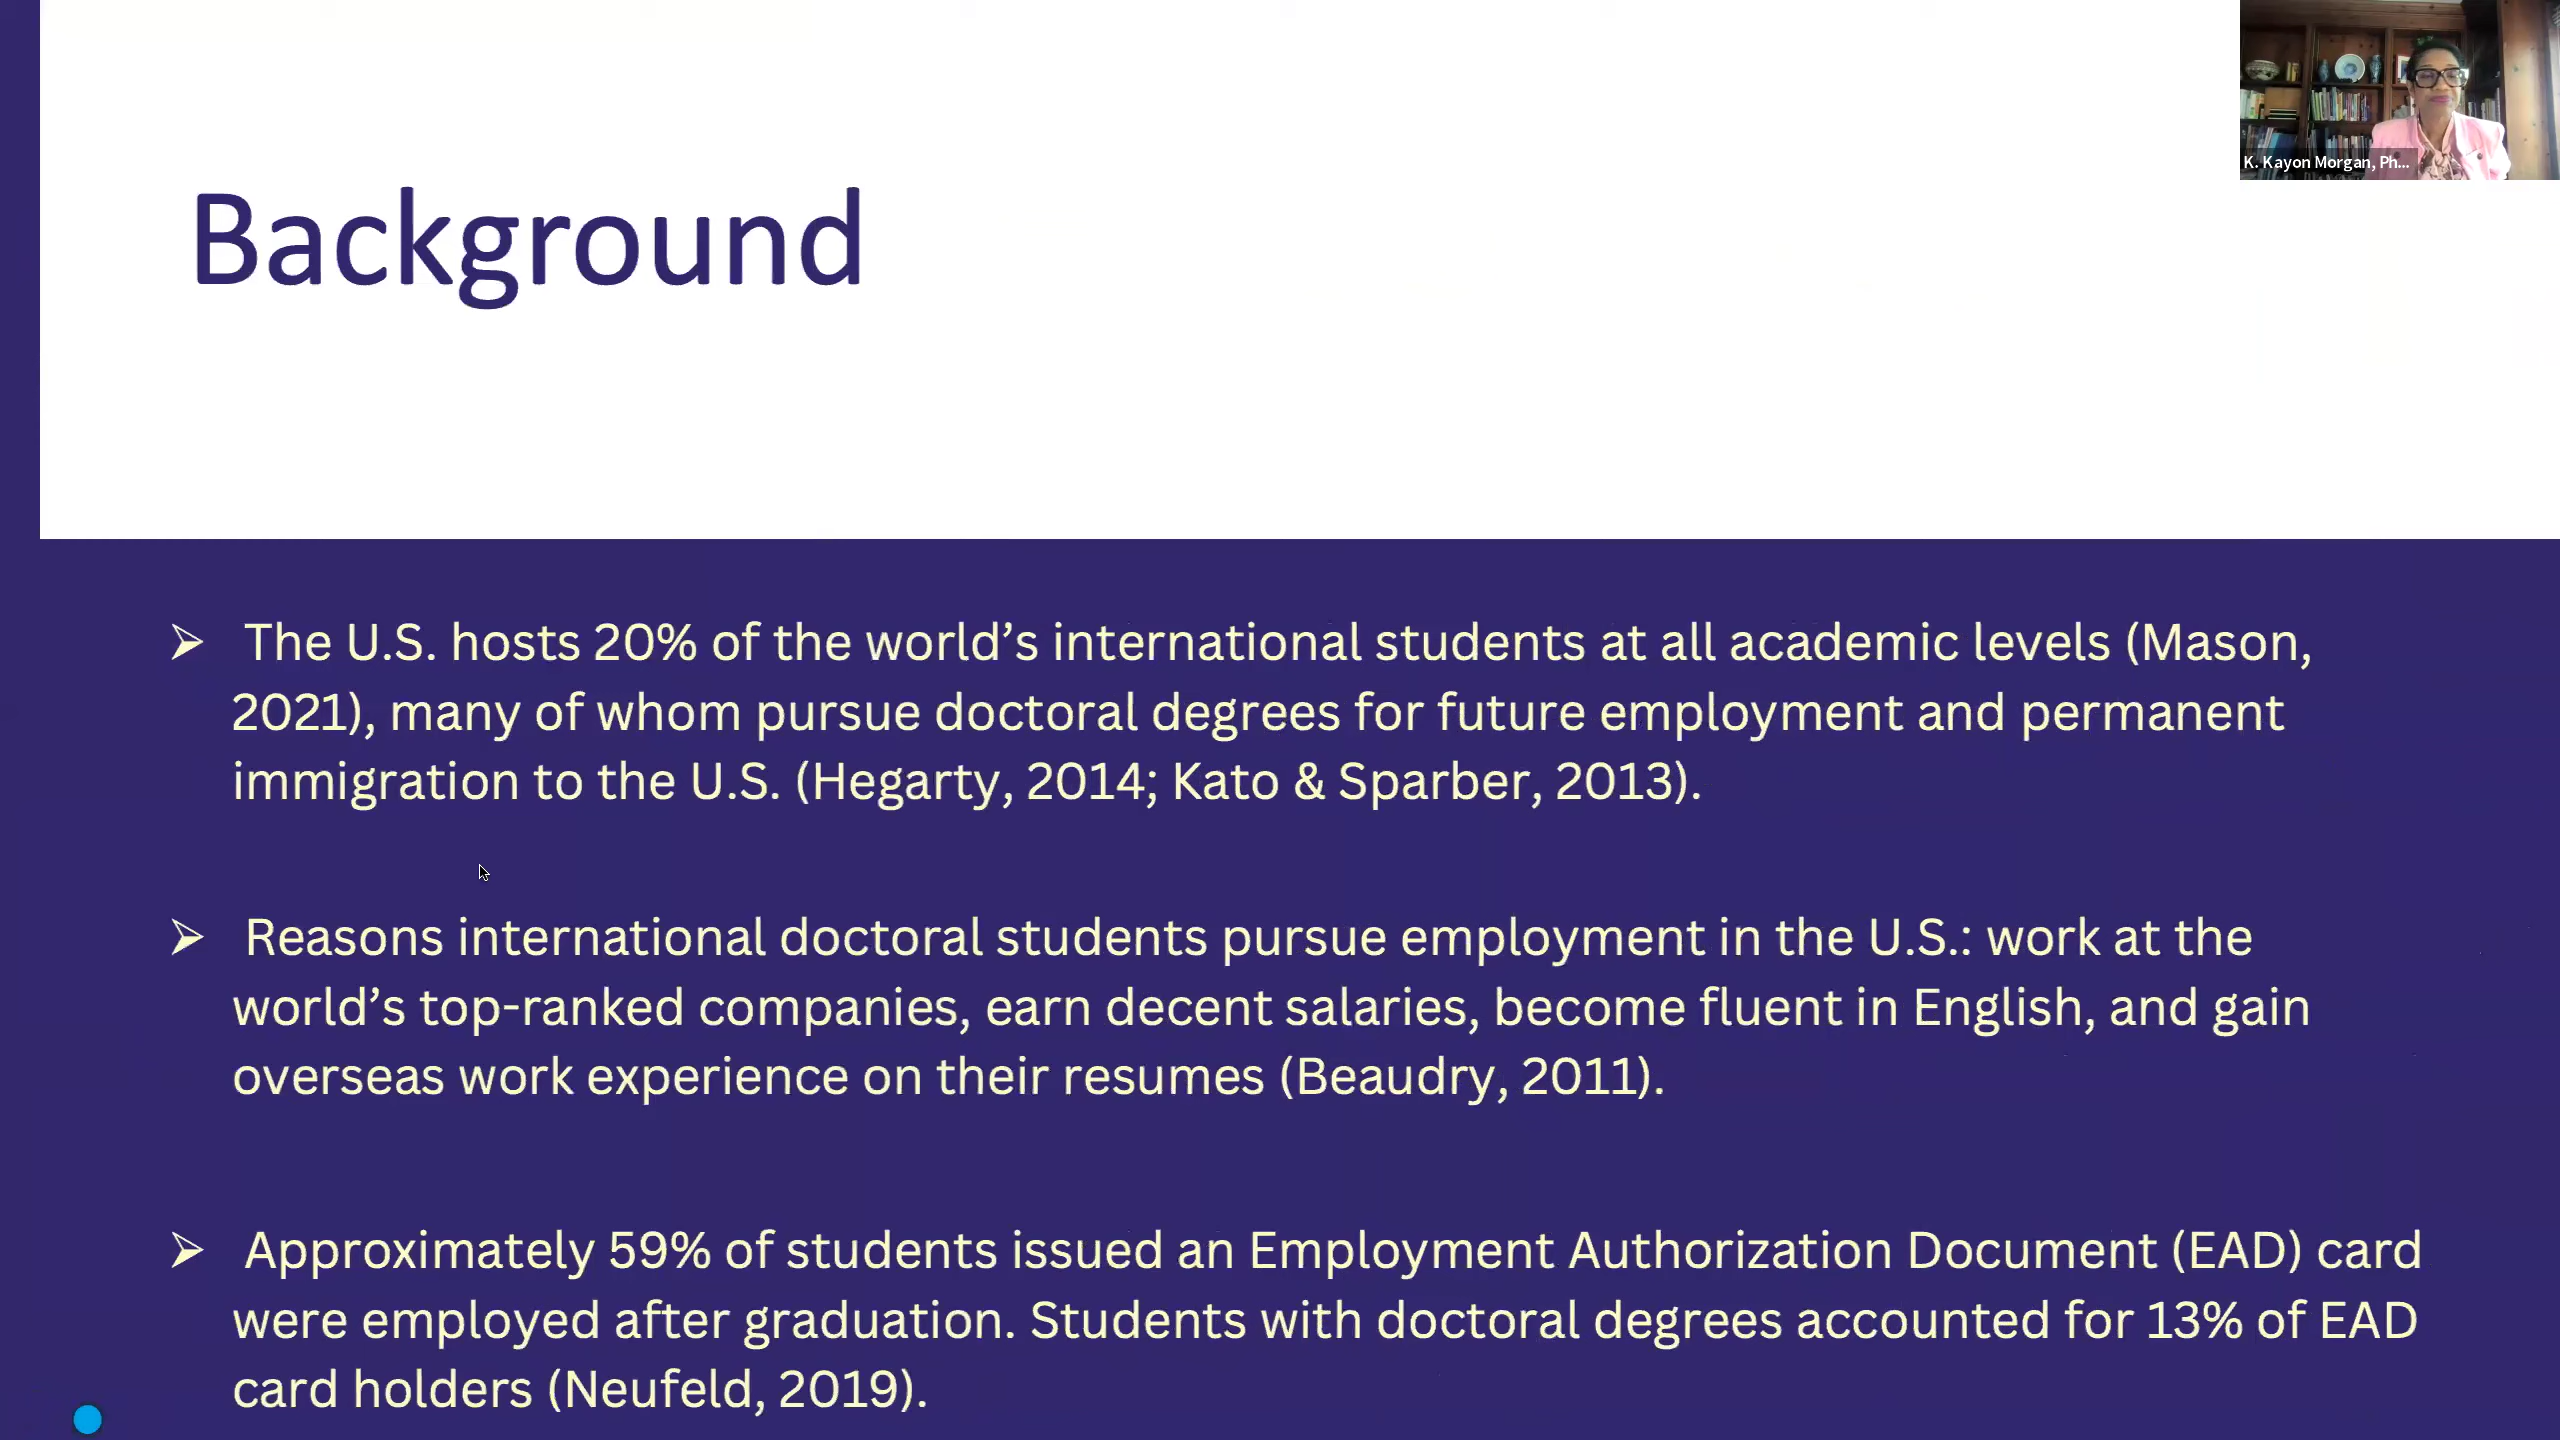 K. Kayon Morgan, Ph...
Background
➢ The U.S. hosts 20% of the world’s international students at all academic levels (Mason,
2021), many of whom pursue doctoral degrees for future employment and permanent
immigration to the U.S. (Hegarty, 2014; Kato & Sparber, 2013).
➢ Reasons international doctoral students pursue employment in the U.S.: work at the
world’s top-ranked companies, earn decent salaries, become fluent in English, and gain
overseas work experience on their resumes (Beaudry, 2011).
➢ Approximately 59% of students issued an Employment Authorization Document (EAD) card
were employed after graduation. Students with doctoral degrees accounted for 13% of EAD
card holders (Neufeld, 2019).